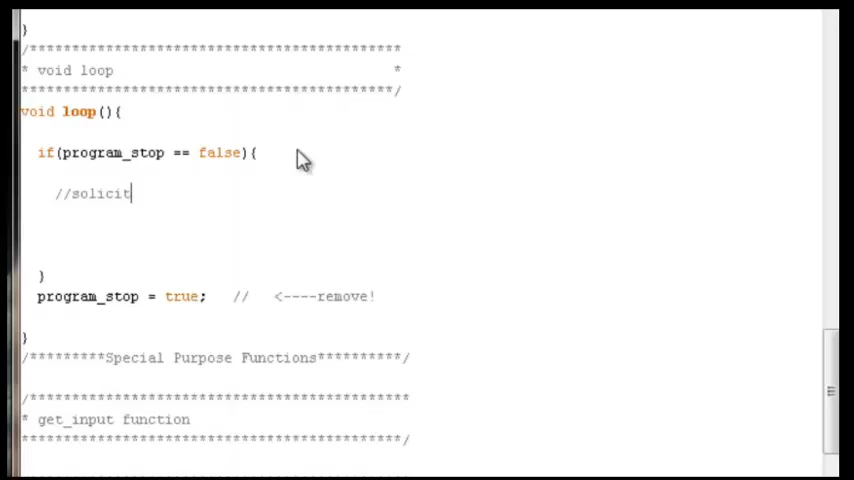 }
/********************************************
* void loop                                 *
********************************************/
void loop(){
if(program_stop == false){
//solicit
}
program_stop = true;   //   <----remove!
}
/*********Special Purpose Functions**********/
/*********************************************
* get_input function
*********************************************/